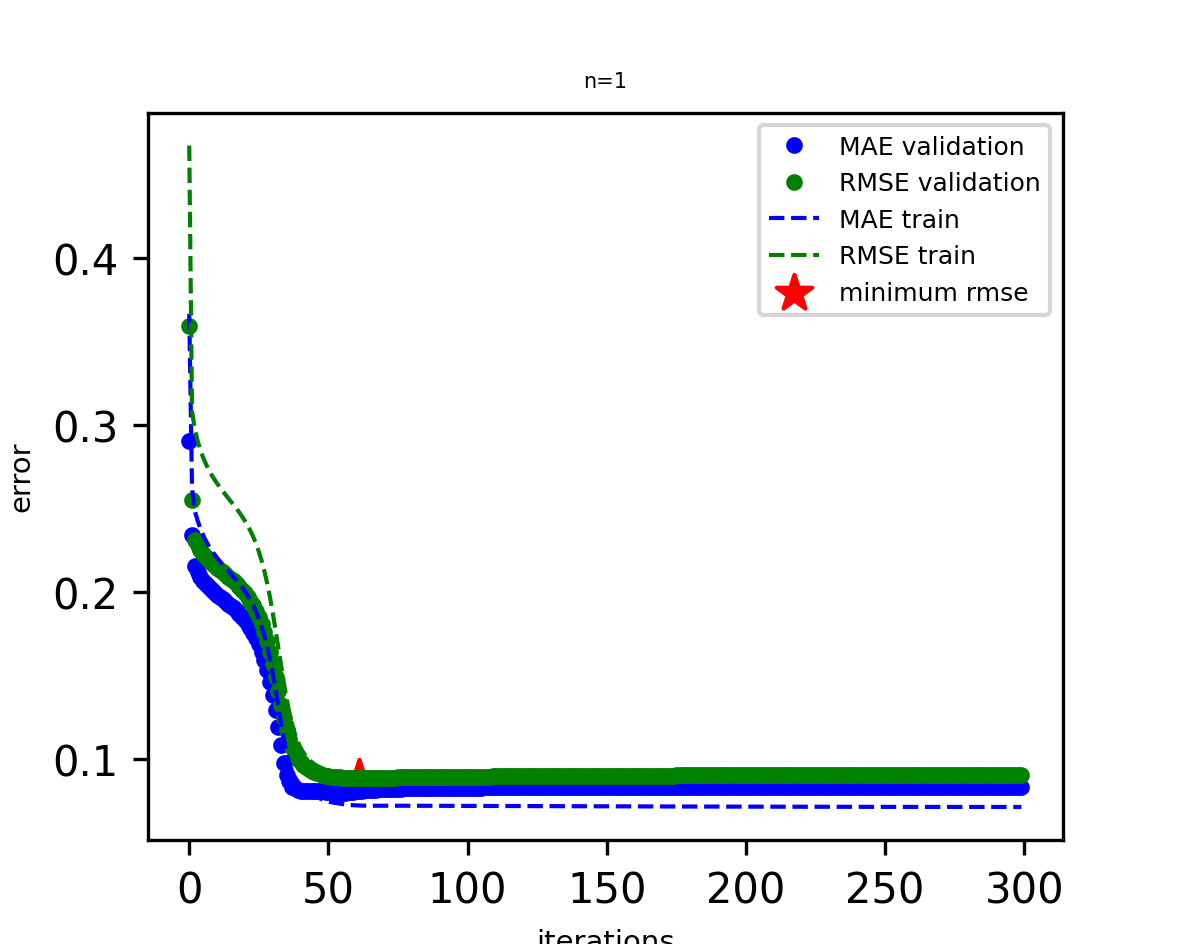 n=1
MAE validation
RMSE validation
MAE train
RMSE train
minimum rmse
error
0.4
0.3
0.2
0.1
0 50 100 150 200 250 300
iterations